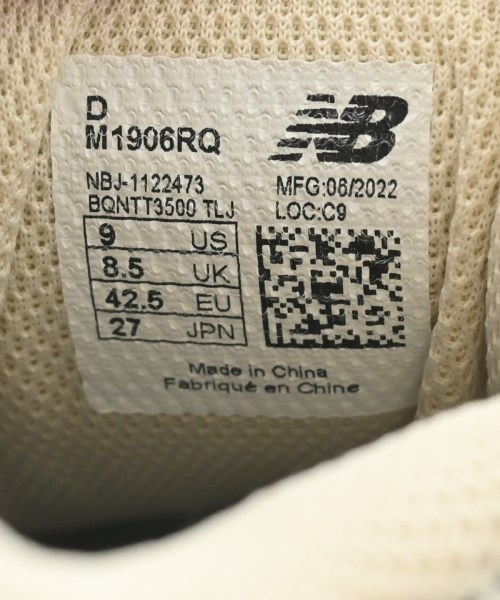 D
M1906RQ
NB
NBJ-1122473
BQNTT3500 TLJ
MFG:06/2022
LOC:C9
9 US
8.5 UK
42.5 EU
27 JPN
Made in China
Fabriqué en Chine